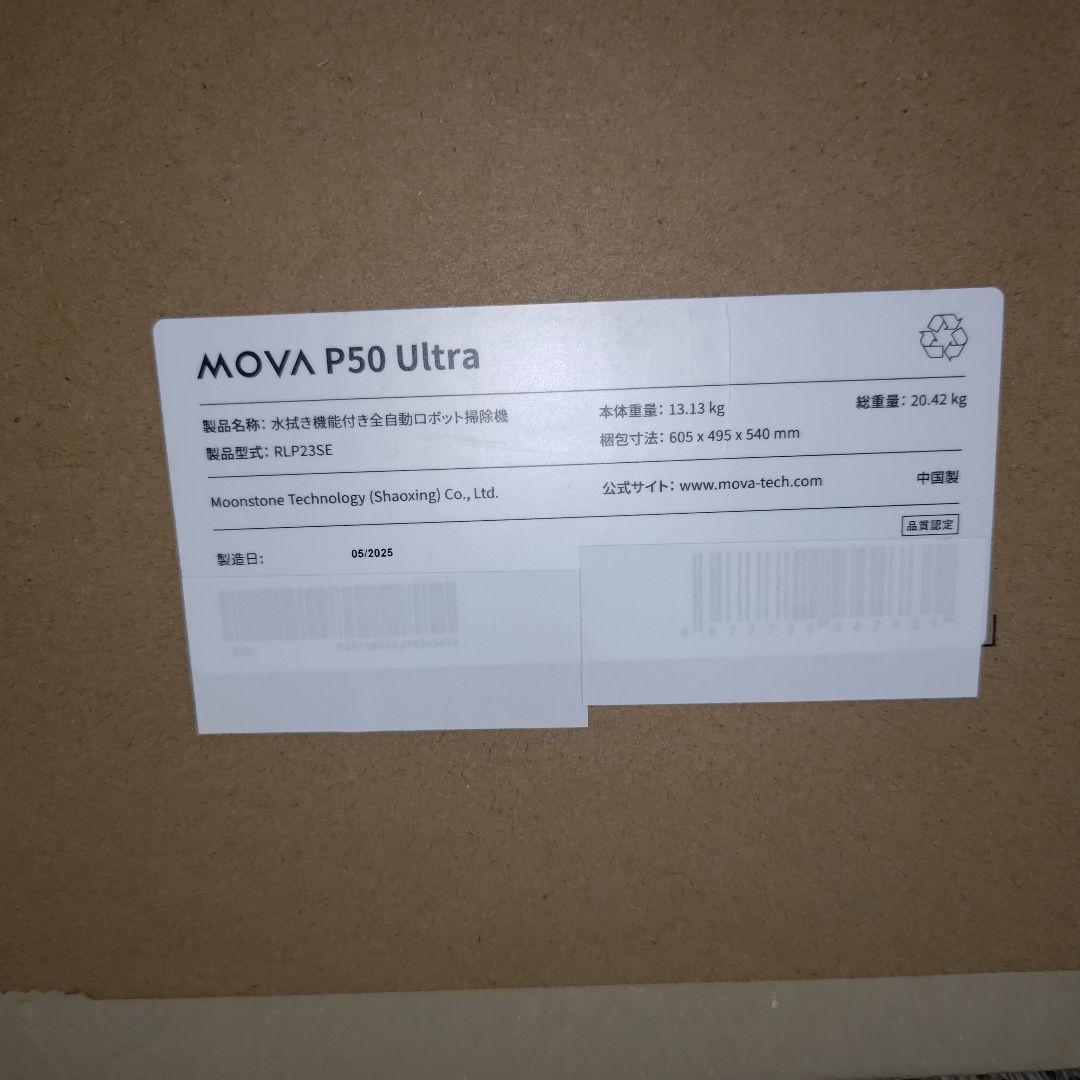 MOVA P50 Ultra
製品名称: 水拭き機能付き全自動ロボット掃除機
本体重量: 13.13 kg
総重量: 20.42 kg
製品型式: RLP23SE
梱包寸法: 605 x 495 x 540 mm
Moonstone Technology (Shaoxing) Co., Ltd.
公式サイト: www.mova-tech.com
中国製
品質認定
製造日: 05/2025